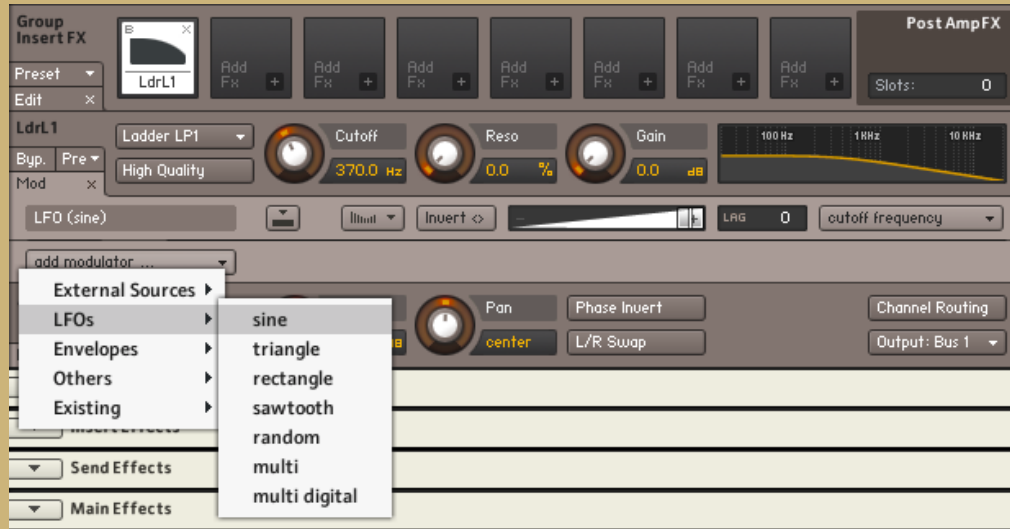 Group
Insert FX
B X
Post Amp FX
LdrL1
Add Fx +
Add Fx +
Add Fx +
Add Fx +
Add Fx +
Add Fx +
Add Fx +
Preset
Edit ×
Slots: 0
LdrL1
Ladder LP1
Cutoff
Reso
Gain
100 Hz 1 KHz 10 KHz
Byp. Pre
High Quality
370.0 Hz
0.0 %
0.0 dB
Mod ×
LFO (sine)
Invert <>
LAG 0
cutoff frequency
add modulator ...
External Sources
LFOs
Envelopes
Others
Existing
sine
triangle
rectangle
sawtooth
random
multi
multi digital
Pan
Phase Invert
Channel Routing
center
L/R Swap
Output: Bus 1
Send Effects
Main Effects